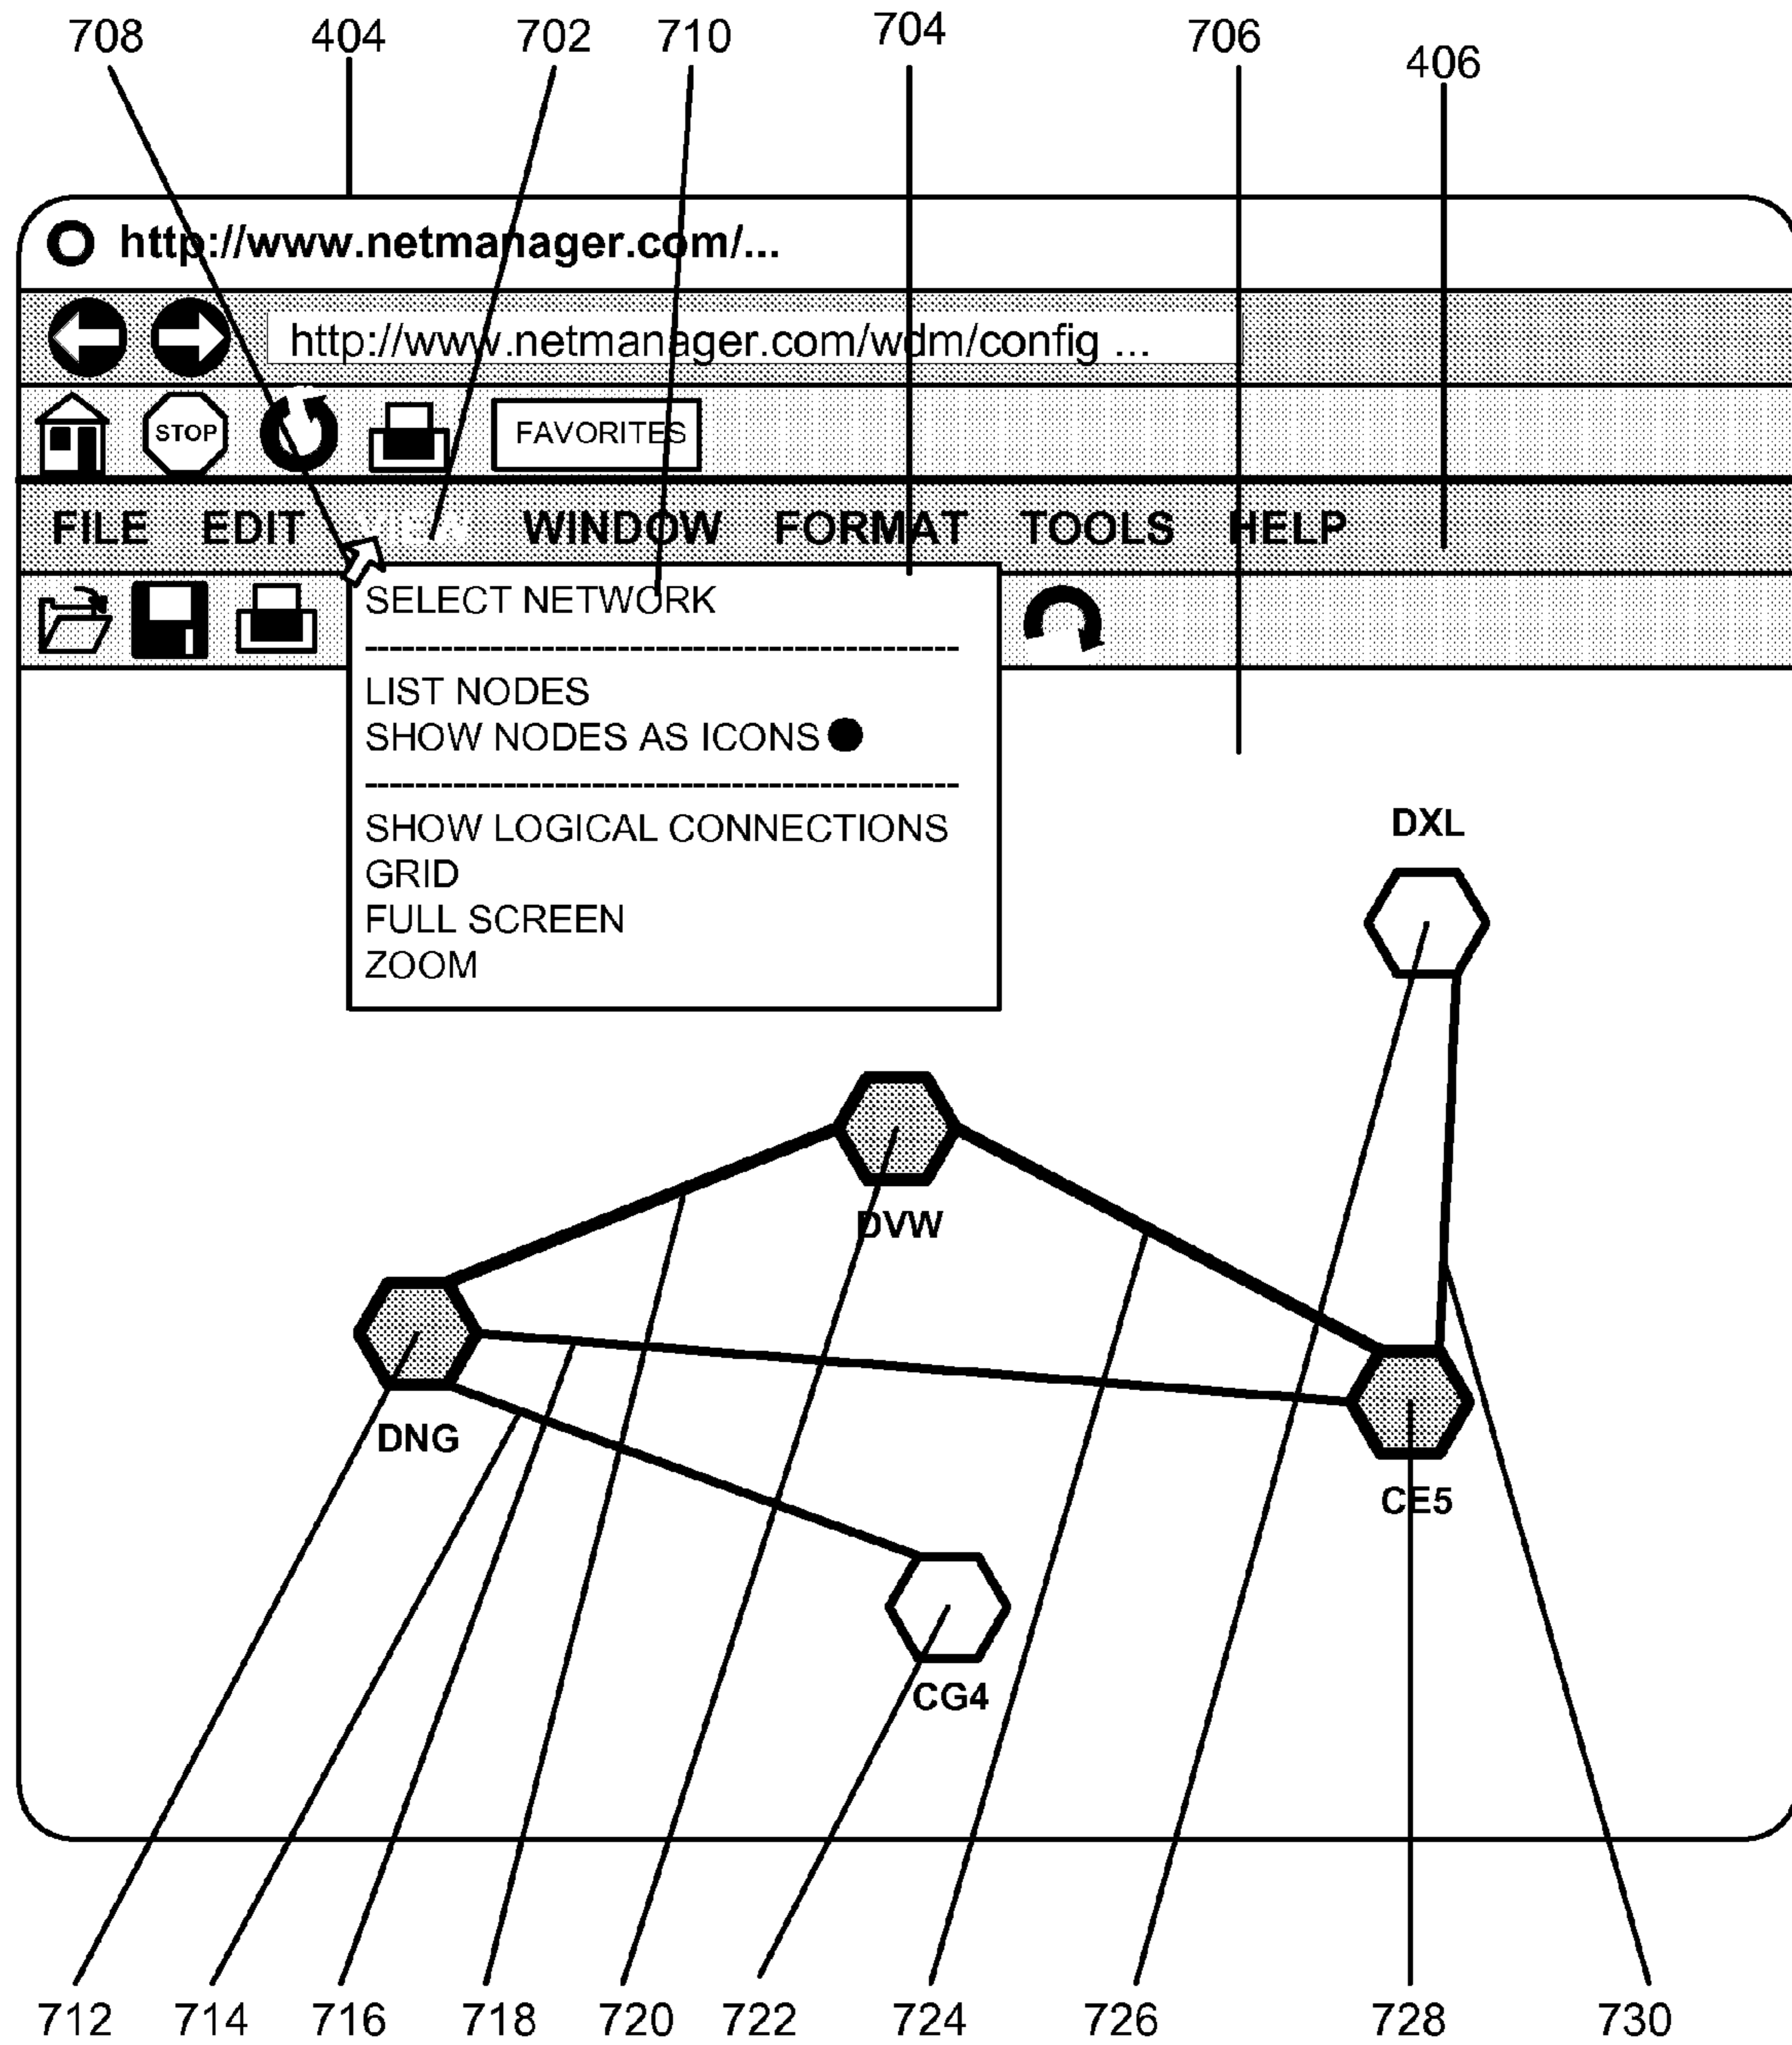 708 404 702 710 704 706 406
http://www.netmanager.com/...
http://www.netmanager.com/wdm/config ...
STOP
FAVORITES
FILE EDIT VIEW WINDOW FORMAT TOOLS HELP
SELECT NETWORK
LIST NODES
SHOW NODES AS ICONS
SHOW LOGICAL CONNECTIONS
GRID
FULL SCREEN
ZOOM
DXL
DVW
DNG
CE5
CG4
712 714 716 718 720 722 724 726 728 730